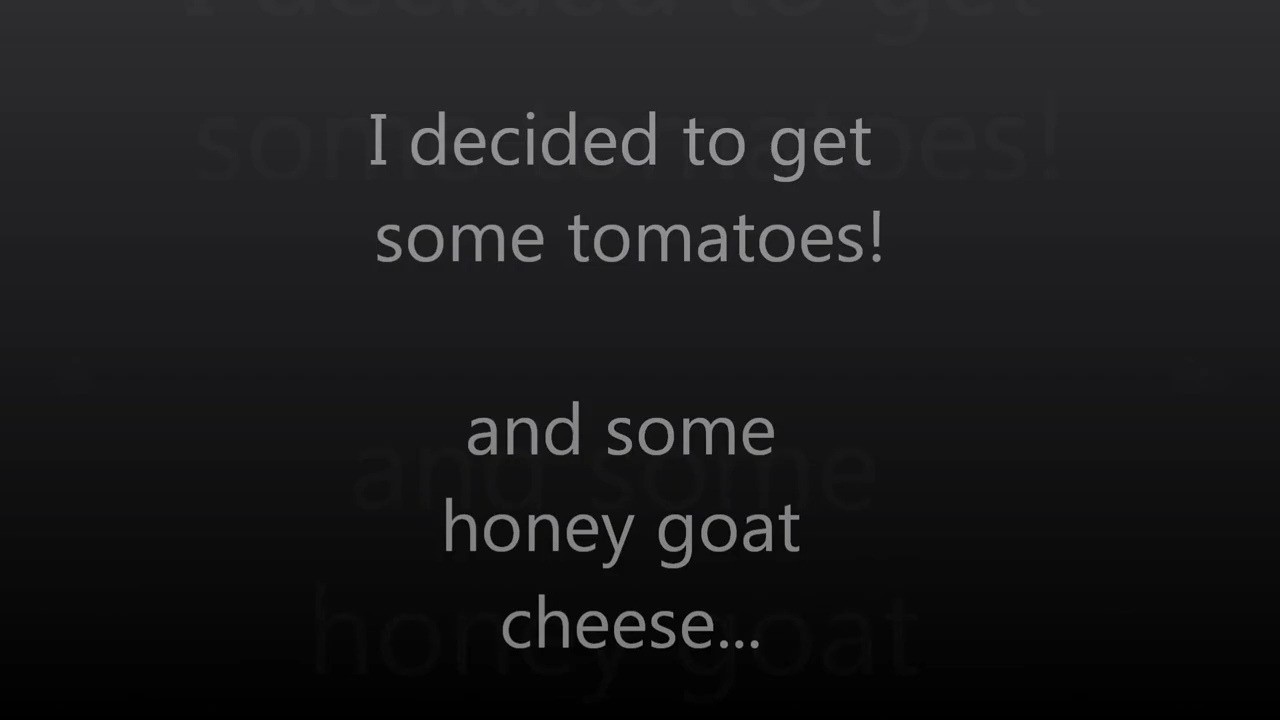 I decided to get
some tomatoes!
and some
honey goat
cheese...